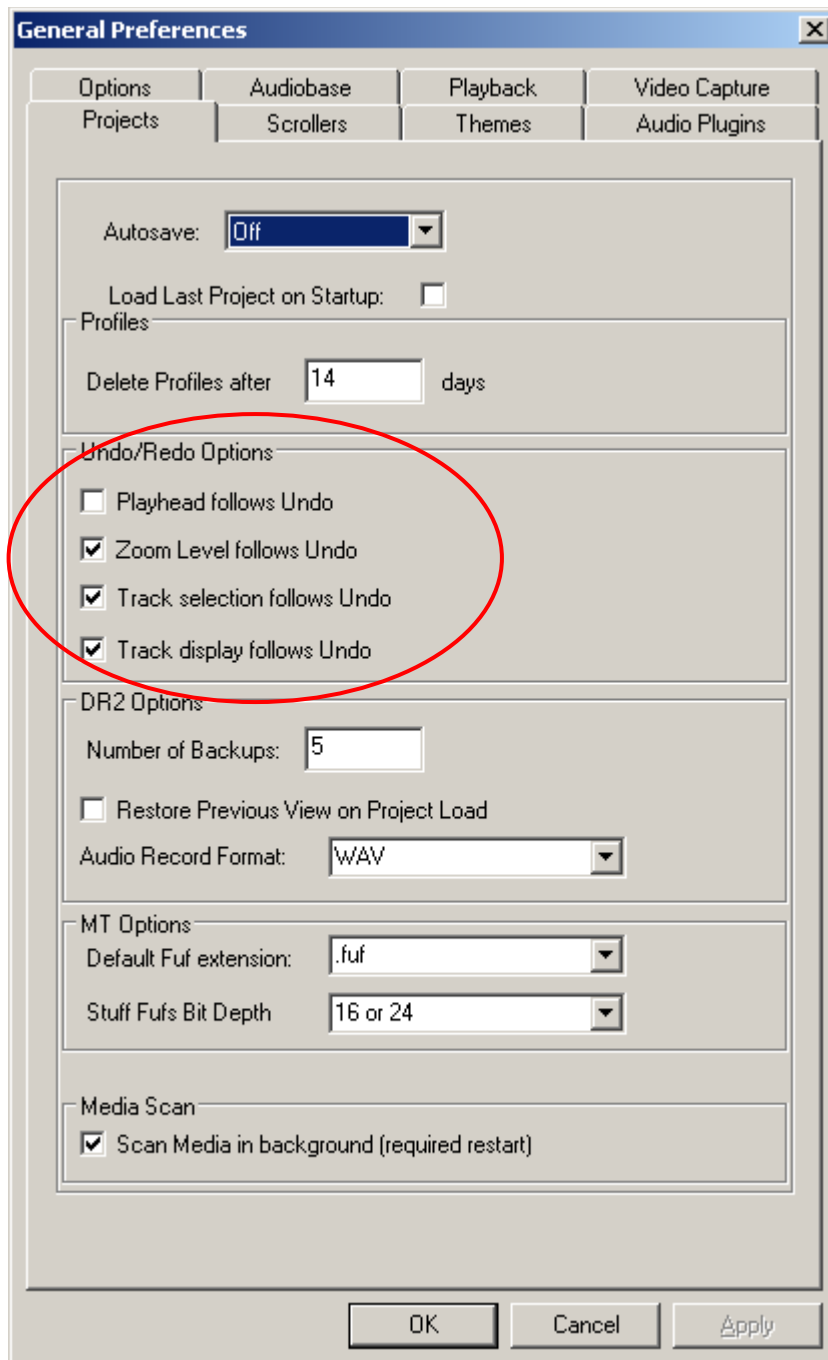 General Preferences
Options Audiobase Playback Video Capture
Projects Scrollers Themes Audio Plugins
Autosave: Off
Load Last Project on Startup:
Profiles
Delete Profiles after 14 days
Undo/Redo Options
Playhead follows Undo
Zoom Level follows Undo
Track selection follows Undo
Track display follows Undo
DR2 Options
Number of Backups: 5
Restore Previous View on Project Load
Audio Record Format: WAV
MT Options
Default Fuf extension: .fuf
Stuff Fufs Bit Depth 16 or 24
Media Scan
Scan Media in background (required restart)
OK Cancel Apply